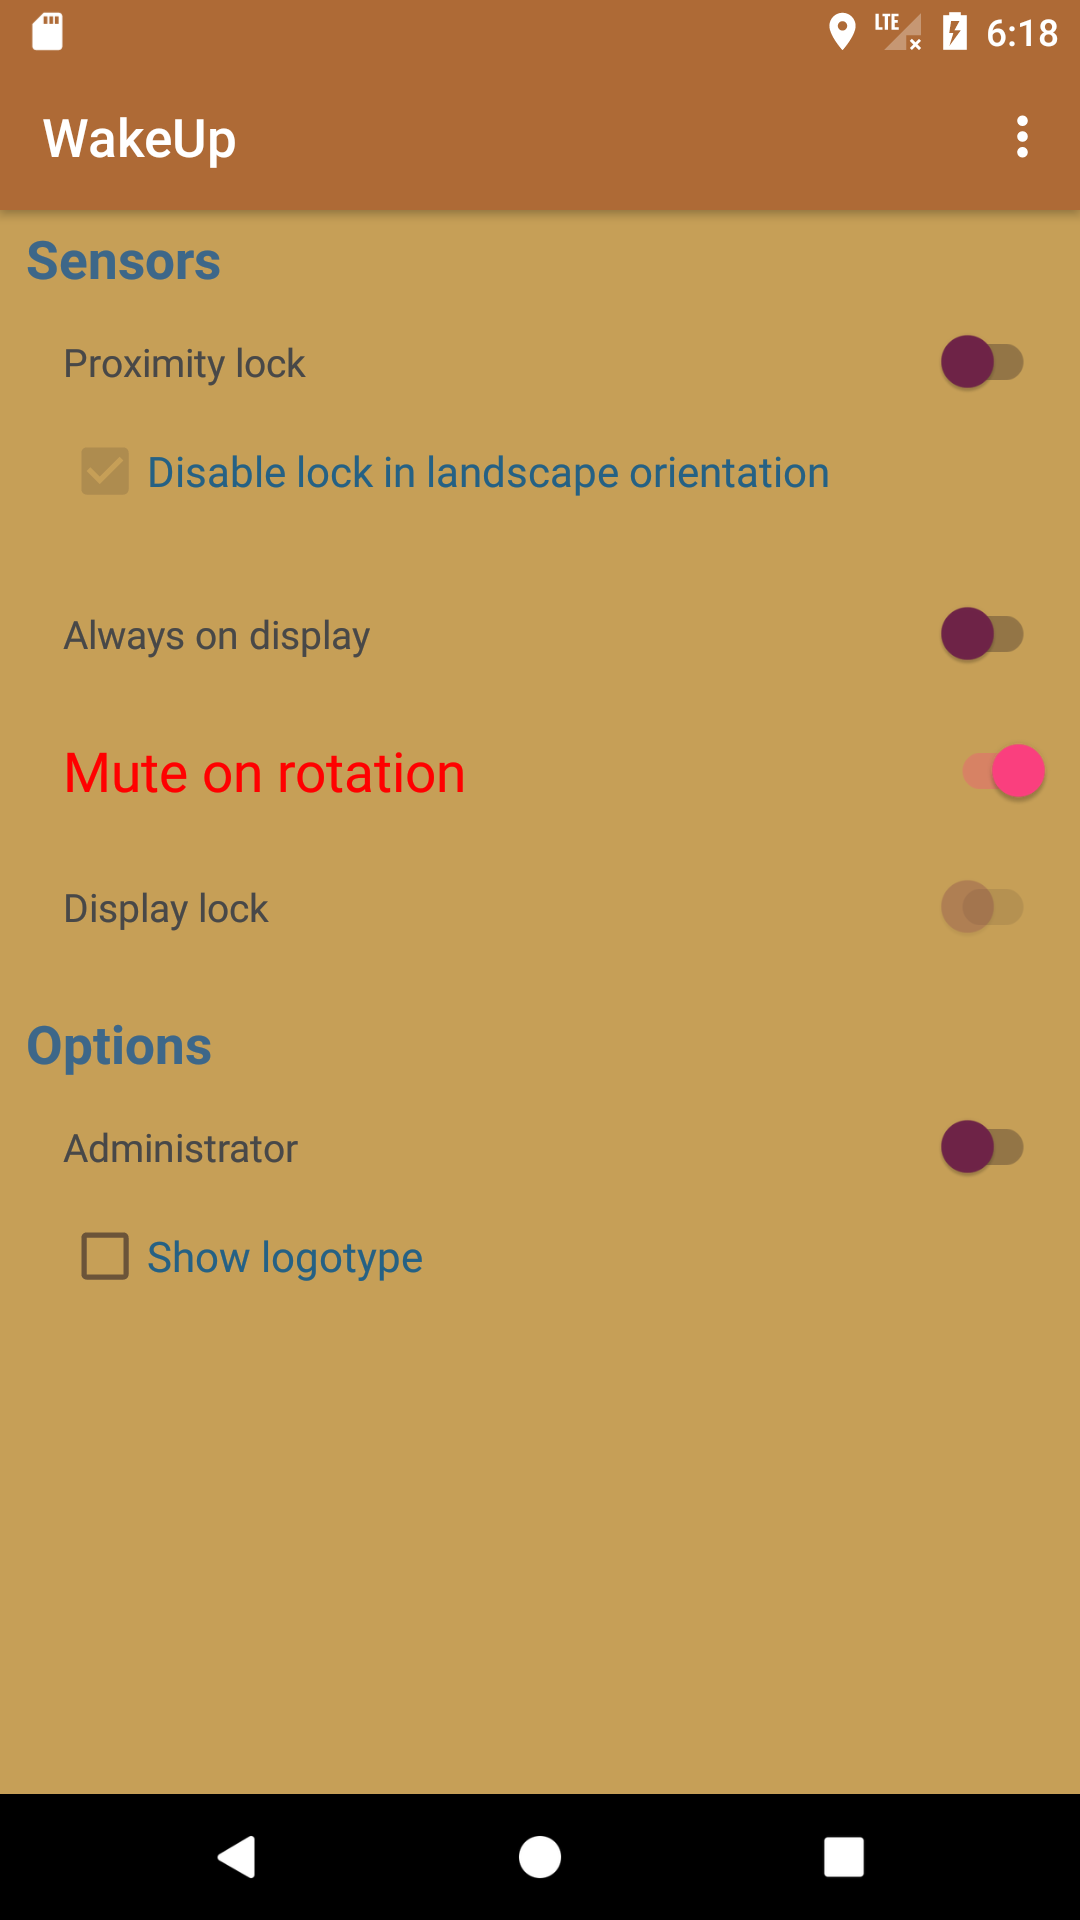 LTE 6:18
WakeUp
Sensors
Proximity lock
Disable lock in landscape orientation
Always on display
Mute on rotation
Display lock
Options
Administrator
Show logotype